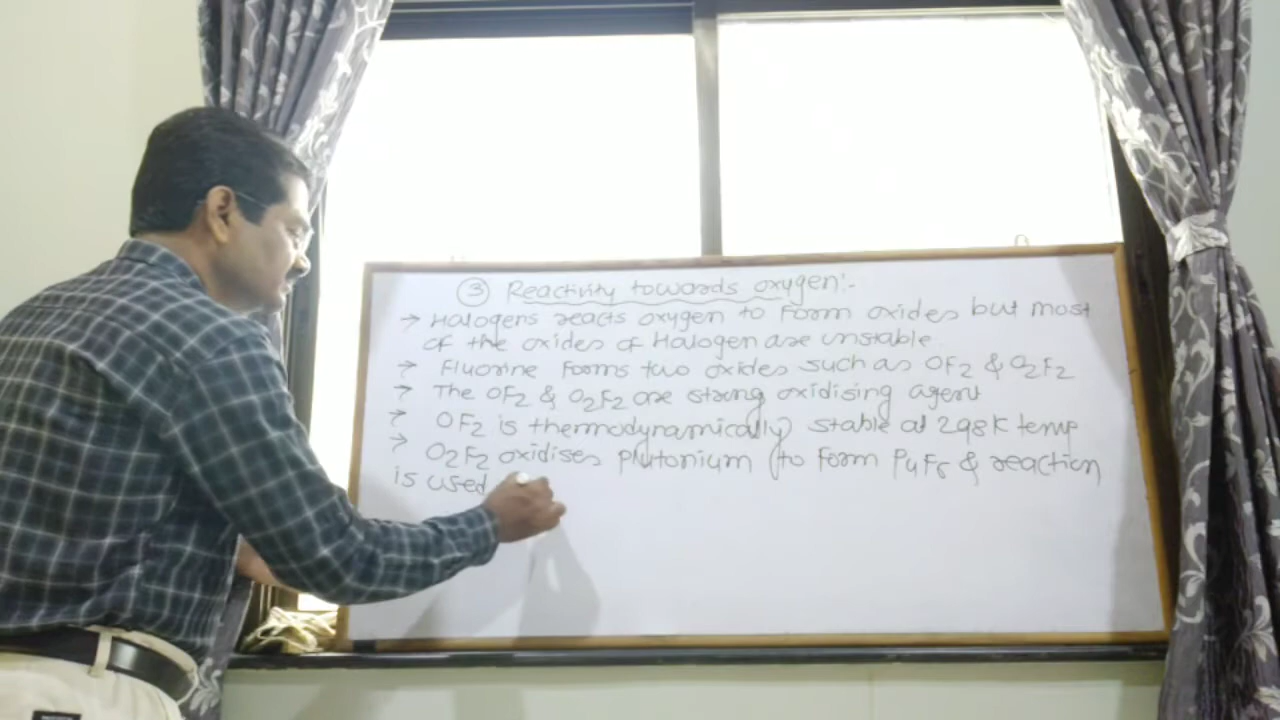 ③ Reactivity towards oxygen:-
→ Halogens reacts oxygen to form oxides but most
of the oxides of Halogen are unstable
→ Fluorine forms two oxides such as OF2 & O2F2
→ The OF2 & O2F2 are strong oxidising agent
→ OF2 is thermodynamically stable at 298K temp
→ O2F2 oxidises plutonium to form PuF6 & reaction
is used